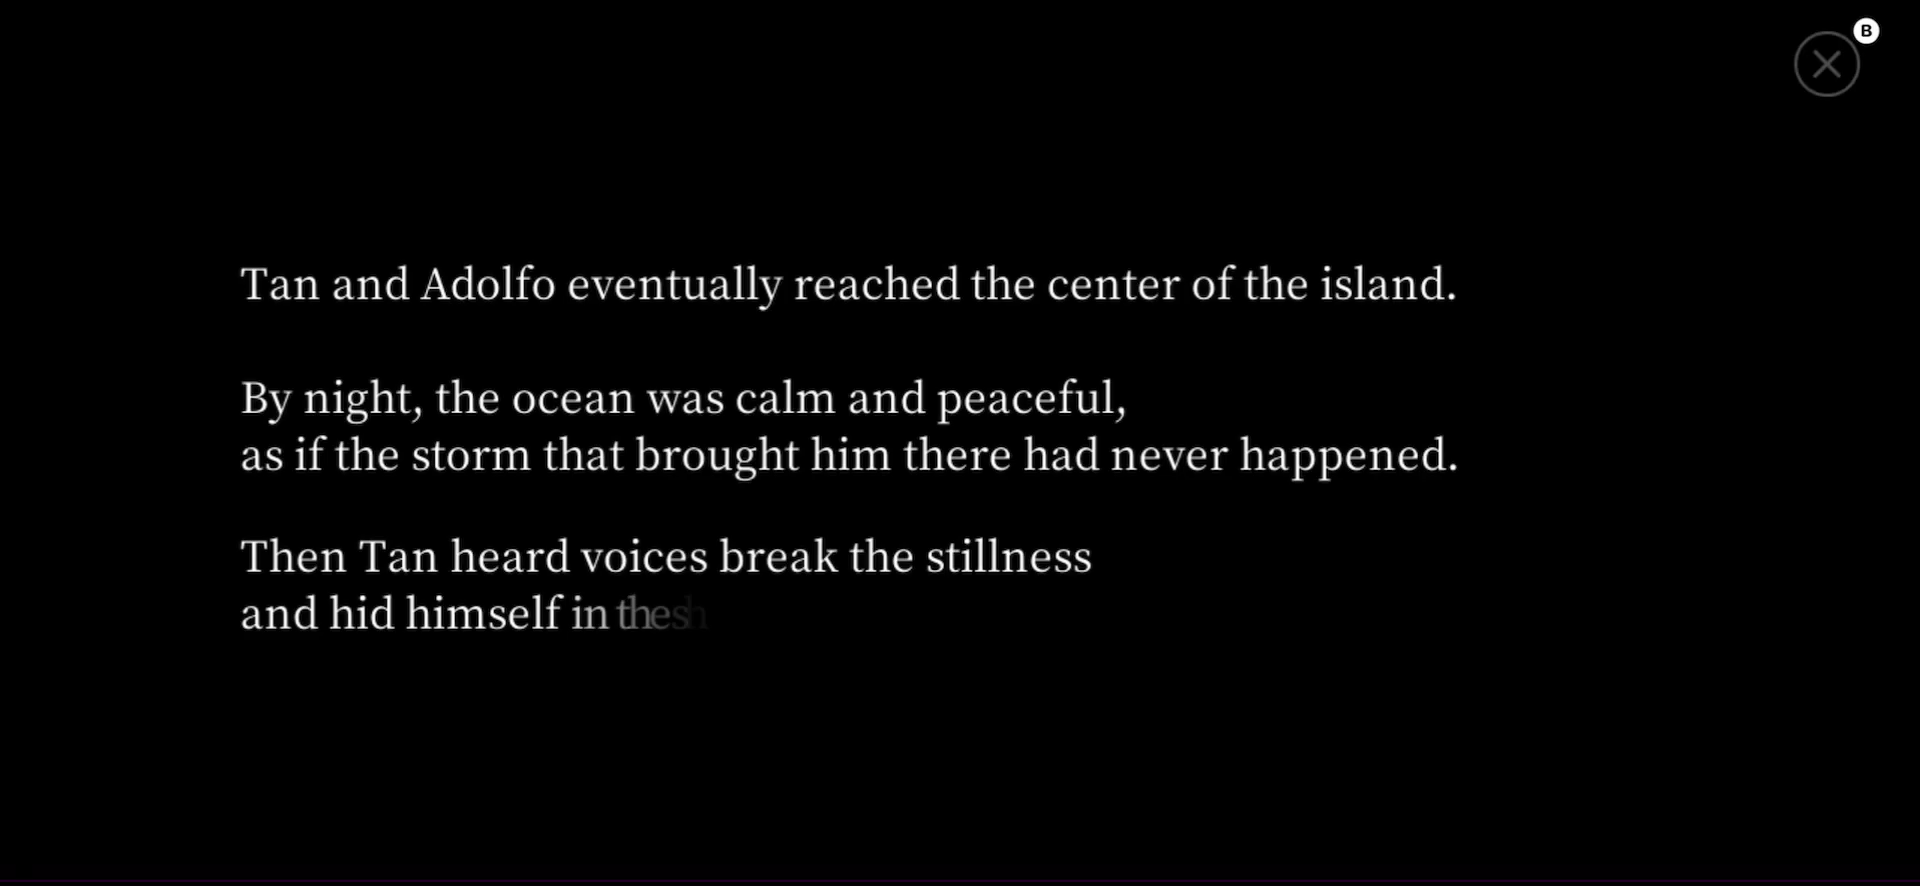 B
Tan and Adolfo eventually reached the center of the island.
By night, the ocean was calm and peaceful,
as if the storm that brought him there had never happened.
Then Tan heard voices break the stillness
and hid himself in the sh